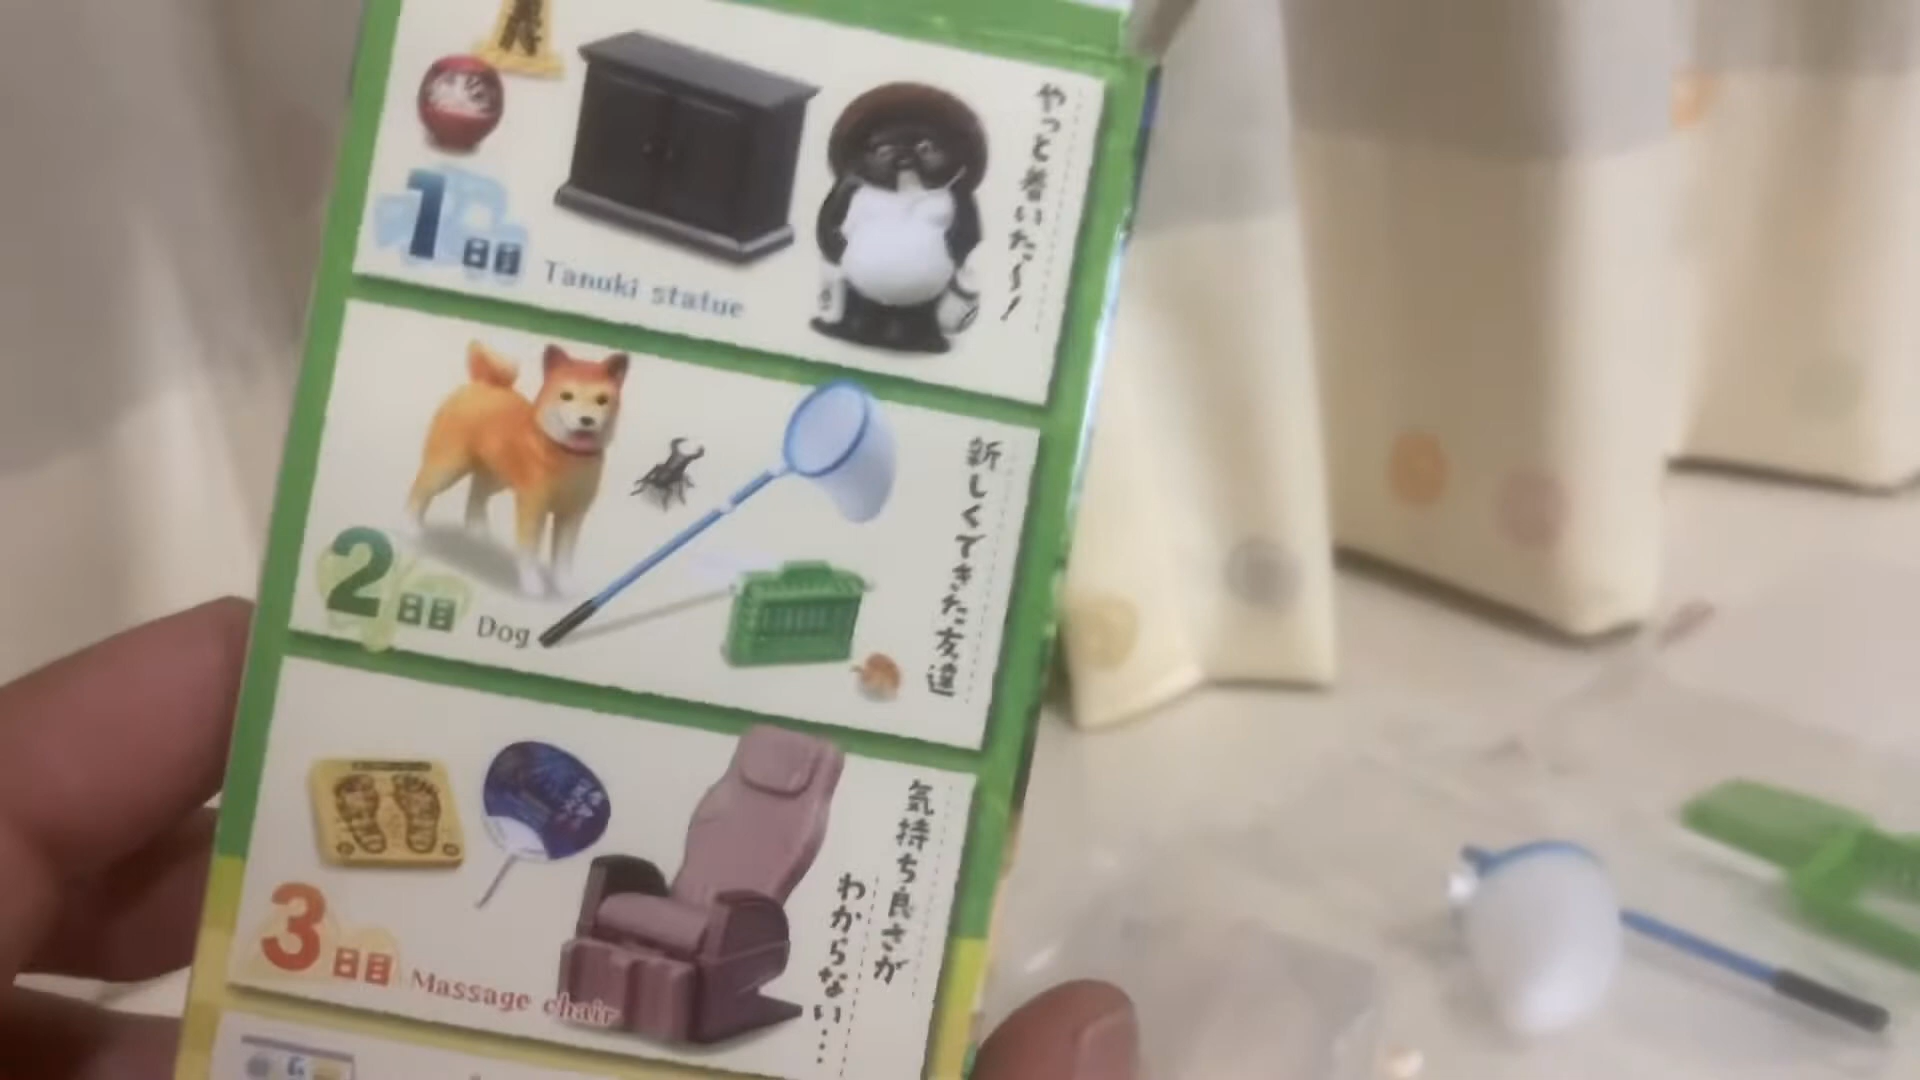 やっと着いた〜!
1日目
Tanuki statue
新しくできた友達
2日目
Dog
気持ち良さが
わからない…
3日目
Massage chair